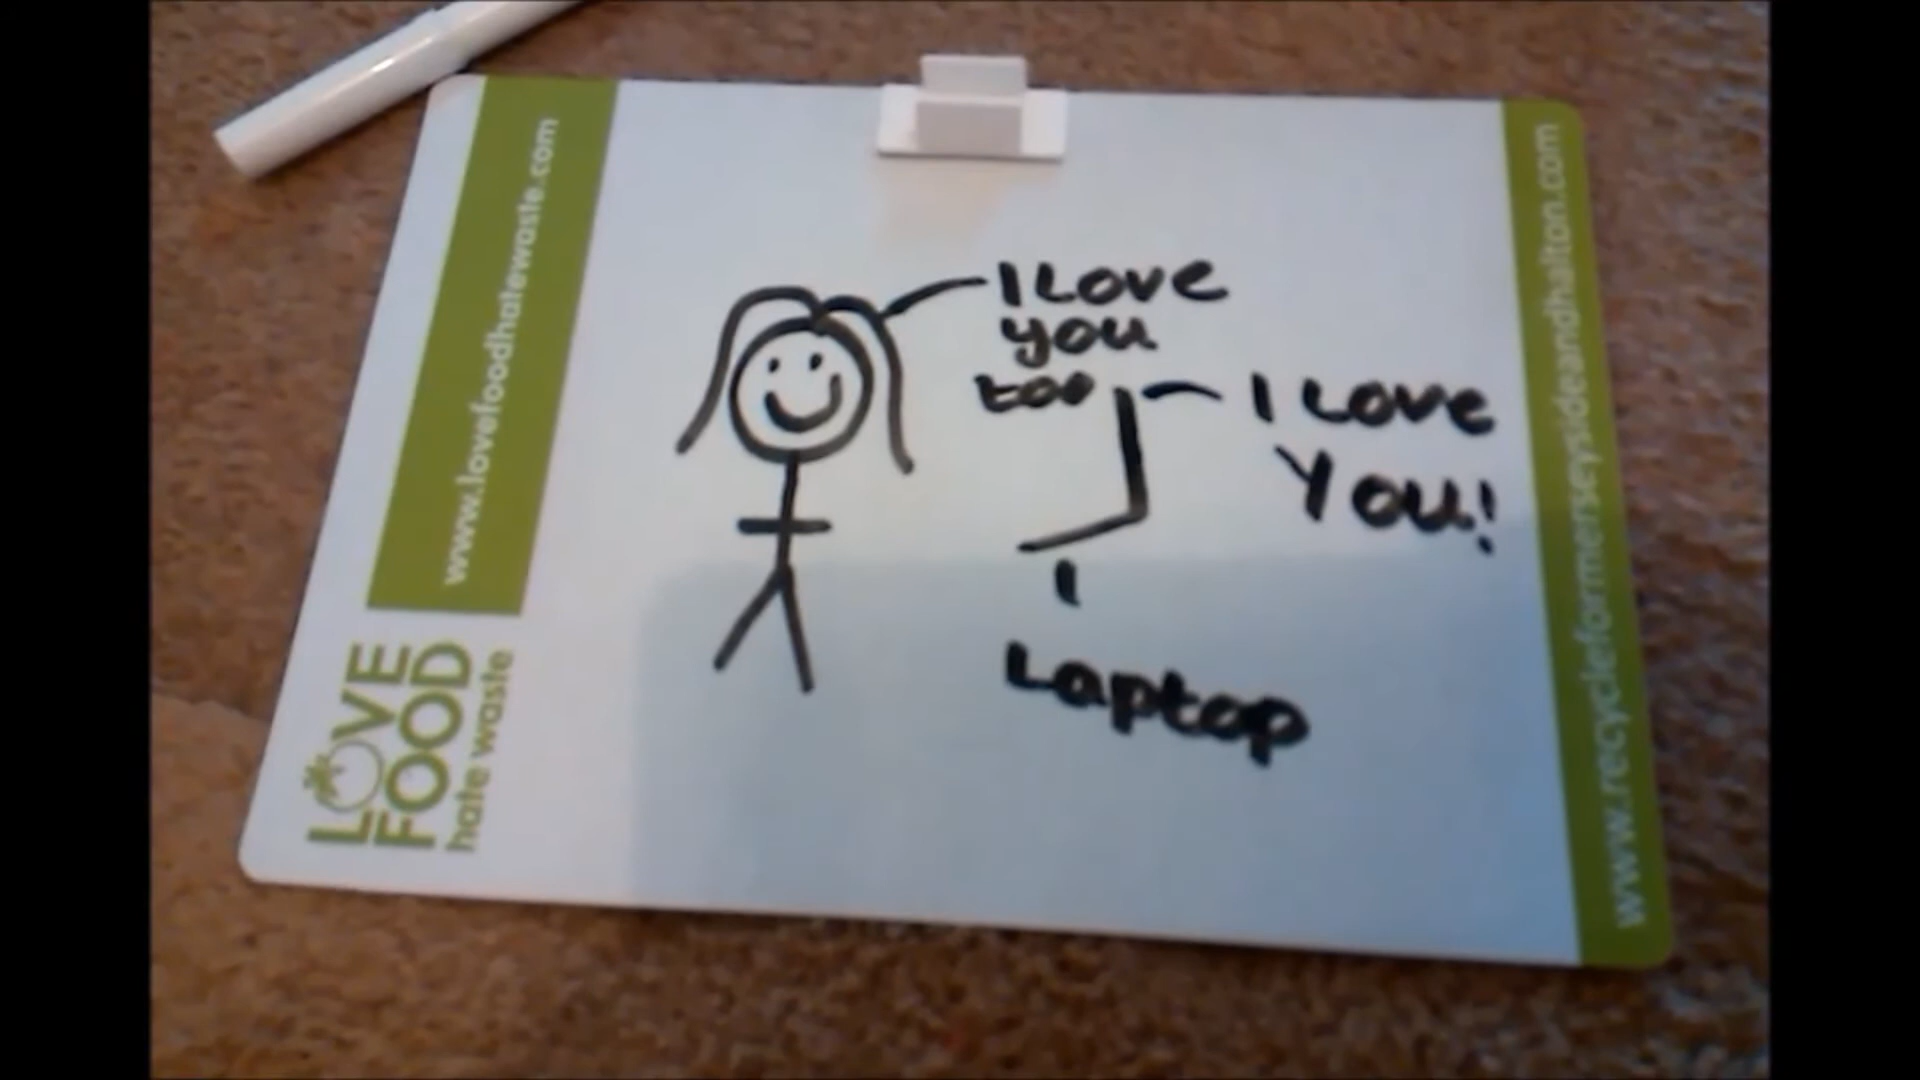 www.lovefoodhatewaste.com
LOVE
FOOD
hate waste
I Love
you
too
I Love
You!
Laptop
www.recycleformerseysideandhalton.com